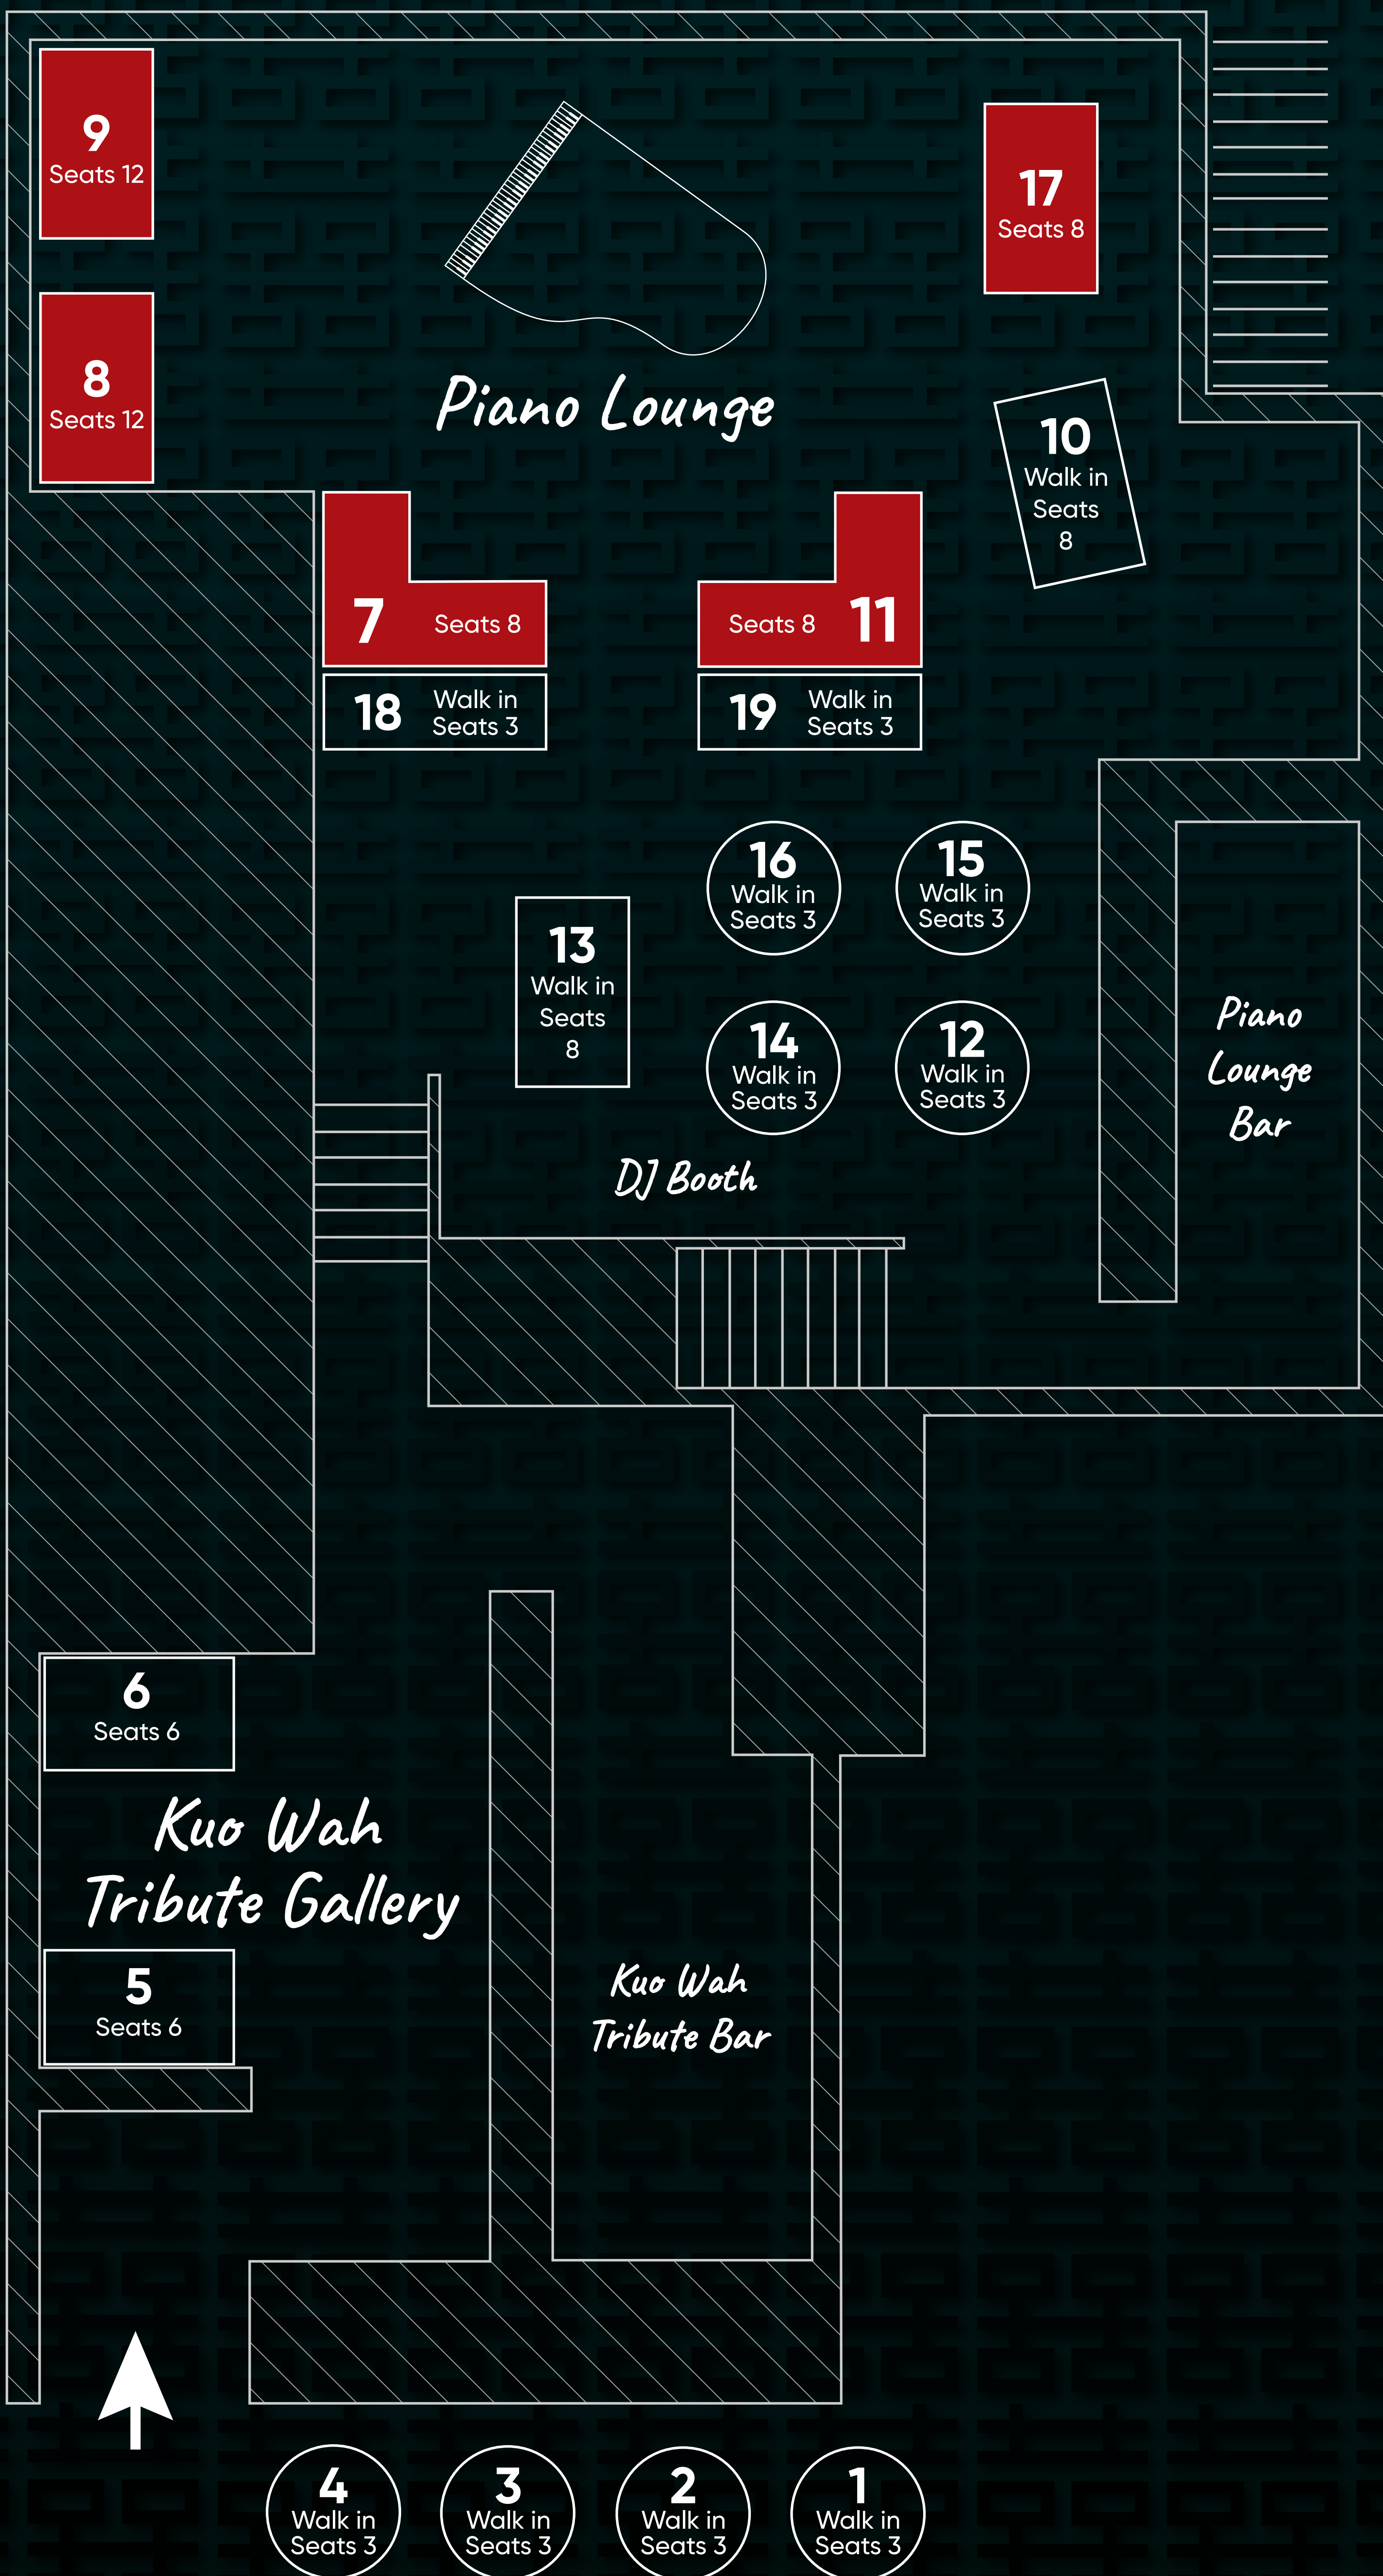 9
Seats 12
17
Seats 8
8
Seats 12
Piano Lounge
10
Walk in
Seats
8
7 Seats 8
Seats 8 11
18 Walk in
Seats 3
19 Walk in
Seats 3
16
Walk in
Seats 3
15
Walk in
Seats 3
13
Walk in
Seats
8
14
Walk in
Seats 3
12
Walk in
Seats 3
Piano
Lounge
Bar
DJ Booth
6
Seats 6
Kuo Wah
Tribute Gallery
5
Seats 6
Kuo Wah
Tribute Bar
4
Walk in
Seats 3
3
Walk in
Seats 3
2
Walk in
Seats 3
1
Walk in
Seats 3